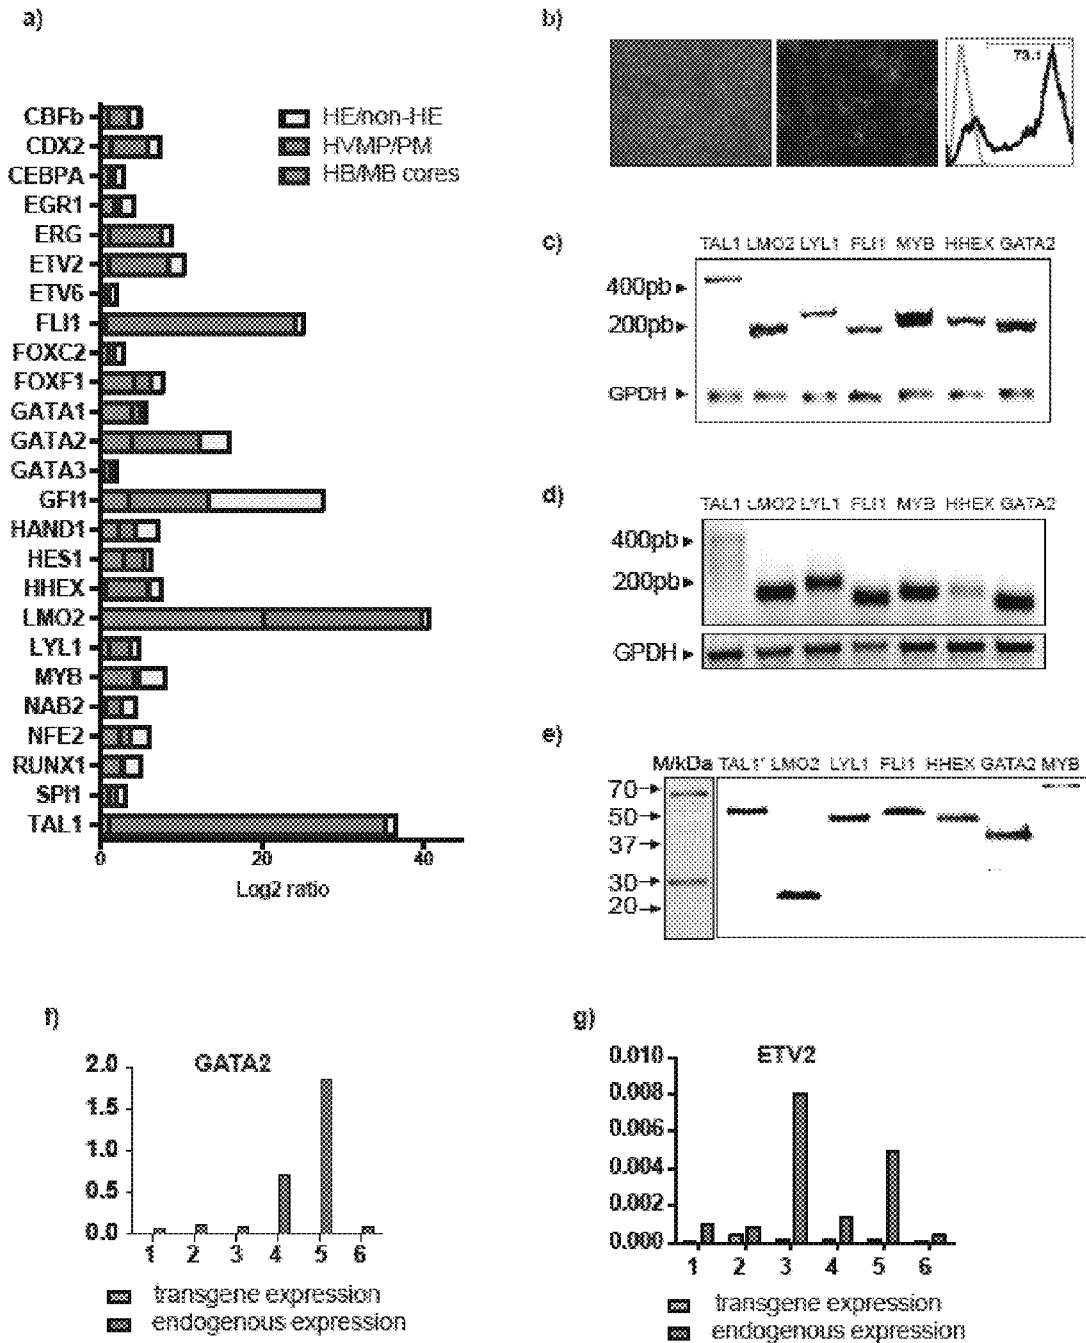 a)
CBFb
CDX2
CEBPA
EGR1
ERG
ETV2
ETV6
FLI1
FOXC2
FOXF1
GATA1
GATA2
GATA3
GFI1
HAND1
HES1
HHEX
LMO2
LYL1
MYB
NAB2
NFE2
RUNX1
SPI1
TAL1
0 20 40
Log2 ratio
HE/non-HE
HVMP/PM
HB/MB cores
b)
73.1
c)
TAL1 LMO2 LYL1 FLI1 MYB HHEX GATA2
400pb
200pb
GPDH
d)
TAL1 LMO2 LYL1 FLI1 MYB HHEX GATA2
400pb
200pb
GPDH
e)
M/kDa TAL1* LMO2 LYL1 FLI1 HHEX GATA2 MYB
70
50
37
30
20
f)
GATA2
2.0
1.5
1.0
0.5
0.0
1 2 3 4 5 6
transgene expression
endogenous expression
g)
ETV2
0.010
0.008
0.006
0.004
0.002
0.000
1 2 3 4 5 6
transgene expression
endogenous expression